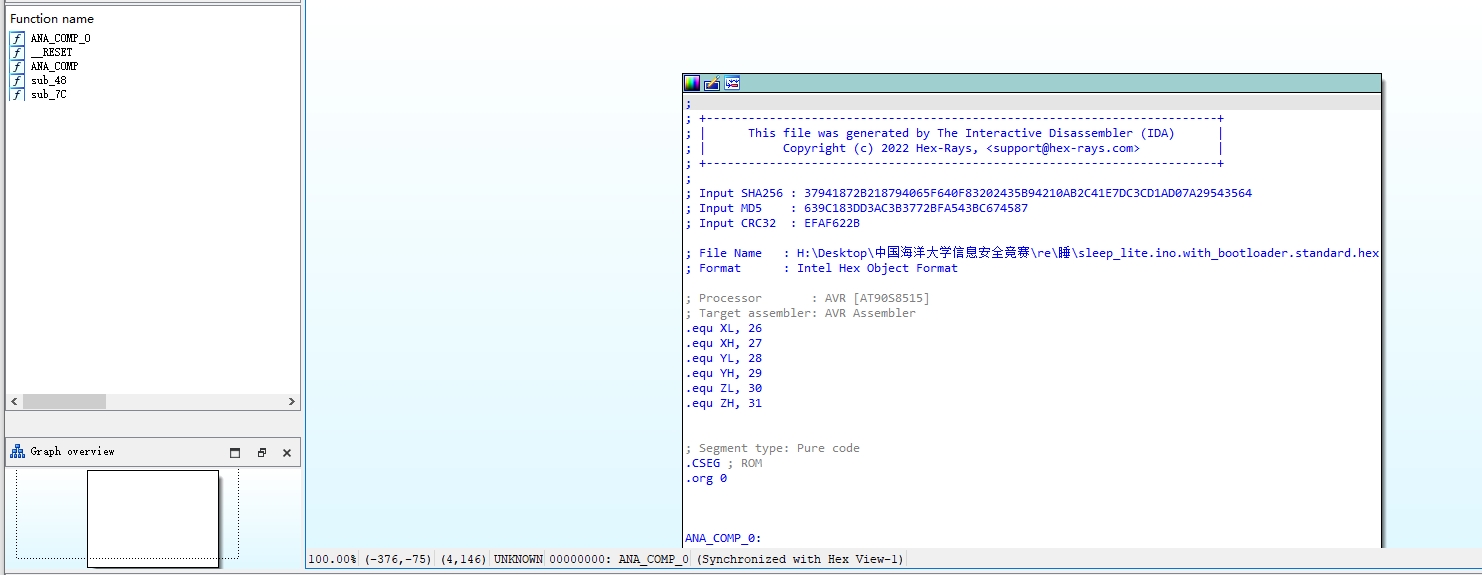 Function name
ANA_COMP_0
__RESET
ANA_COMP
sub_48
sub_7C
Graph overview
;
; +-------------------------------------------------------------------------+
; |      This file was generated by The Interactive Disassembler (IDA)      |
; |           Copyright (c) 2022 Hex-Rays, <support@hex-rays.com>           |
; +-------------------------------------------------------------------------+
;
; Input SHA256 : 37941872B218794065F640F83202435B94210AB2C41E7DC3CD1AD07A29543564
; Input MD5    : 639C183DD3AC3B3772BFA543BC674587
; Input CRC32  : EFAF622B
; File Name   : H:\Desktop\中国海洋大学信息安全竞赛\re\睡\sleep_lite.ino.with_bootloader.standard.hex
; Format      : Intel Hex Object Format
; Processor       : AVR [AT90S8515]
; Target assembler: AVR Assembler
.equ XL, 26
.equ XH, 27
.equ YL, 28
.equ YH, 29
.equ ZL, 30
.equ ZH, 31
; Segment type: Pure code
.CSEG ; ROM
.org 0
ANA_COMP_0:
100.00% (-376,-75) (4,146) UNKNOWN 00000000: ANA_COMP_0 (Synchronized with Hex View-1)